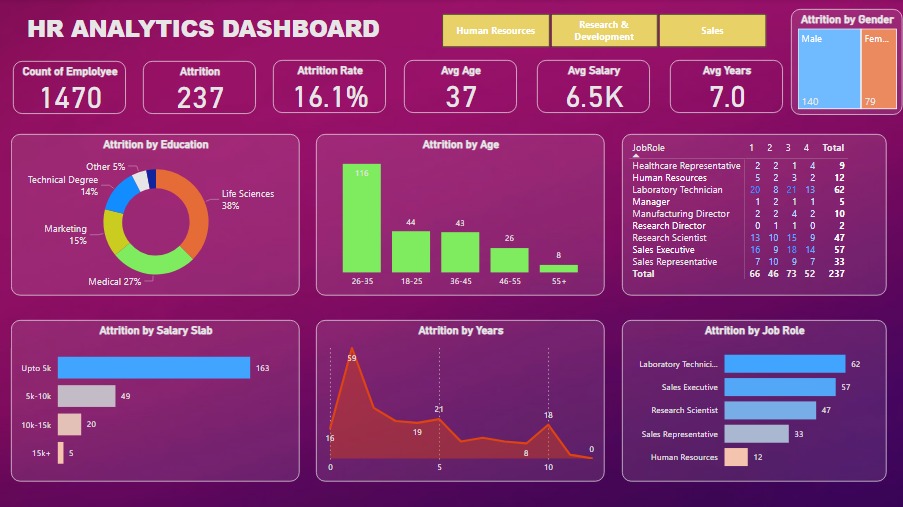 HR ANALYTICS DASHBOARD
Human Resources
Research &
Development
Sales
Attrition by Gender
Male
Fem...
140
79
Count of Emploiyee
1470
Attrition
237
Attrition Rate
16.1%
Avg Age
37
Avg Salary
6.5K
Avg Years
7.0
Attrition by Education
Other 5%
Technical Degree
14%
Marketing
15%
Medical 27%
Life Sciences
38%
Attrition by Age
116
44
43
26
8
26-35 18-25 36-45 46-55 55+
JobRole 1 2 3 4 Total
Healthcare Representative 2 2 1 4 9
Human Resources 5 2 3 2 12
Laboratory Technician 20 8 21 13 62
Manager 1 2 1 1 5
Manufacturing Director 2 2 4 2 10
Research Director 0 1 1 0 2
Research Scientist 13 10 15 9 47
Sales Executive 16 9 18 14 57
Sales Representative 7 10 9 7 33
Total 66 46 73 52 237
Attrition by Salary Slab
Upto 5k 163
5k-10k 49
10k-15k 20
15k+ 5
Attrition by Years
59
16
19
21
8
18
0
0 5 10
Attrition by Job Role
Laboratory Technici... 62
Sales Executive 57
Research Scientist 47
Sales Representative 33
Human Resources 12